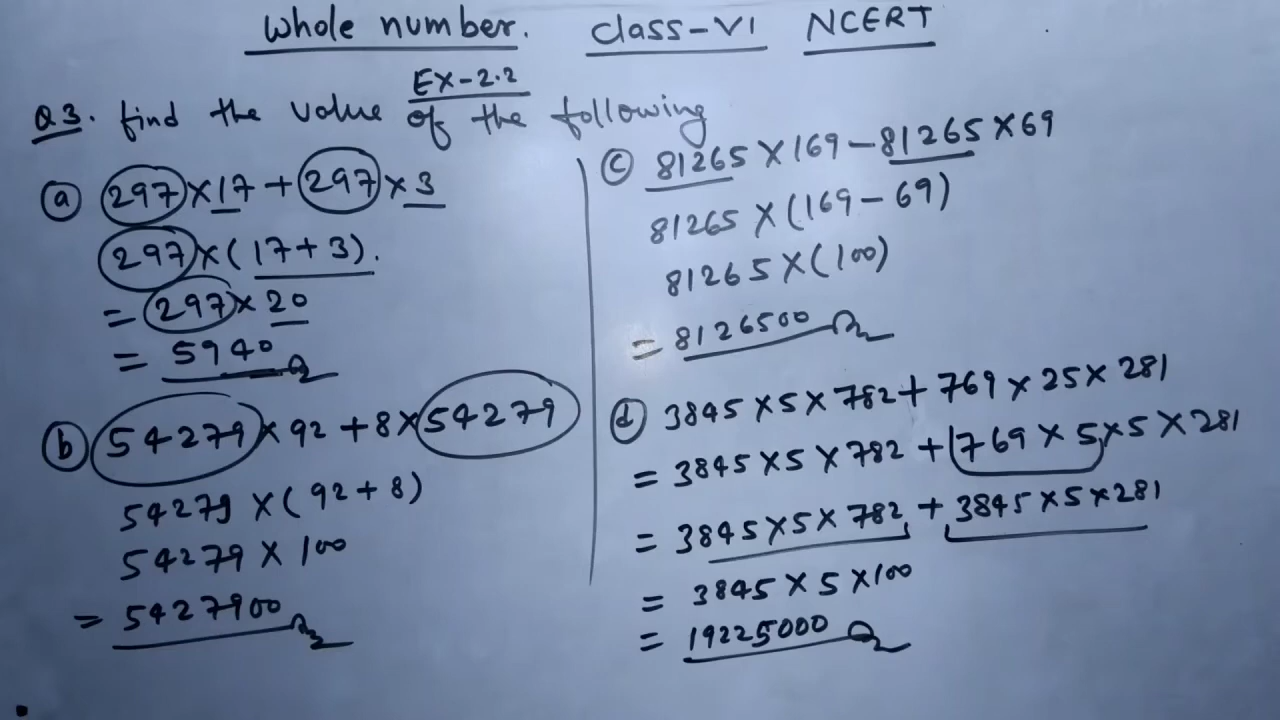 Whole number. Class-VI NCERT
EX-2.2
Q3. find the value of the following
(a) 297 × 17 + 297 × 3
297 × (17 + 3).
= 297 × 20
= 5940
(b) 54279 × 92 + 8 × 54279
54279 × (92 + 8)
54279 × 100
= 5427900
(c) 81265 × 169 - 81265 × 69
81265 × (169 - 69)
81265 × (100)
= 8126500
(d) 3845 × 5 × 782 + 769 × 25 × 281
= 3845 × 5 × 782 + 769 × 5 × 5 × 281
= 3845 × 5 × 782 + 3845 × 5 × 281
= 3845 × 5 × 100
= 19225000